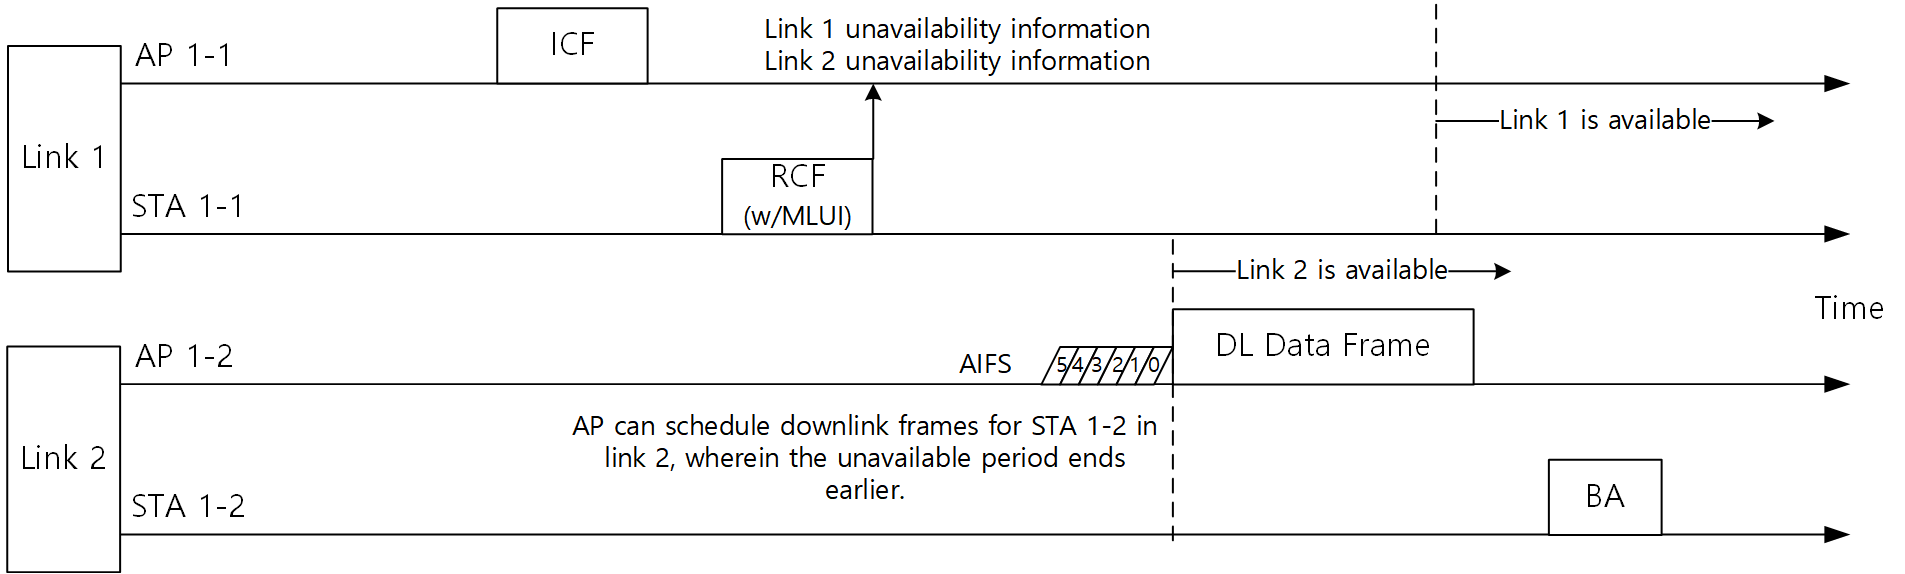 AP 1-1
ICF
Link 1 unavailability information
Link 2 unavailability information
Link 1 is available
Link 1
RCF
(w/MLUI)
STA 1-1
Link 2 is available
Time
AP 1-2
AIFS
5 4 3 2 1 0
DL Data Frame
AP can schedule downlink frames for STA 1-2 in
link 2, wherein the unavailable period ends
earlier.
Link 2
STA 1-2
BA